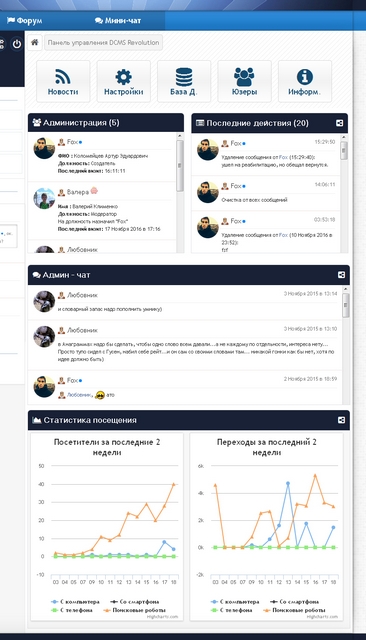 Форум
Мини-чат
Панель управления DCMS Revolution
Новости
Настройки
База Д.
Юзеры
Информ.
Администрация (5)
Fox
ФИО : Коломейцев Артур Эдуардович
Должность: Создатель
Последний визит: 16:11:11
Валера
Имя : Валерий Клименко
Должность: Модератор
На должность назначил "Fox"
Последний визит: 17 Ноября 2016 в 17:16
Любовник
Последние действия (20)
Fox 15:29:50
Удаление сообщения от Fox (15:29:40):
ушел на реабилитацию, но обещал вернутся.
Fox 14:06:11
Очистка от всех сообщений
Fox 03:53:18
Удаление сообщения от Fox (10 Ноября 2016 в
23:52):
Админ - чат
Любовник 3 Ноября 2015 в 13:14
и словарный запас надо пополнить умнику)
Любовник 3 Ноября 2015 в 13:10
в Анаграммах надо бы сделать, чтобы одно слово всем давали...а не каждому по отдельности, интереса нету...
Просто тупо сидел с Гусем, набил себе рейт...и он сам со своими словами там... никакой гонки как бы нет, хотя по
идее должно быть)
Fox 2 Ноября 2015 в 18:59
Любовник, ато
Статистика посещения
Посетители за последние 2
недели
50
40
30
20
10
0
-10
03 04 05 06 07 08 09 10 11 12 13 14 15 16 17 18
С компьютера
Со смартфона
С телефона
Поисковые роботы
Highcharts.com
Переходы за последний 2
недели
6k
4k
2k
0k
-2k
03 04 05 06 07 08 09 10 11 12 13 14 15 16 17 18
С компьютера
Со смартфона
С телефона
Поисковые роботы
Highcharts.com